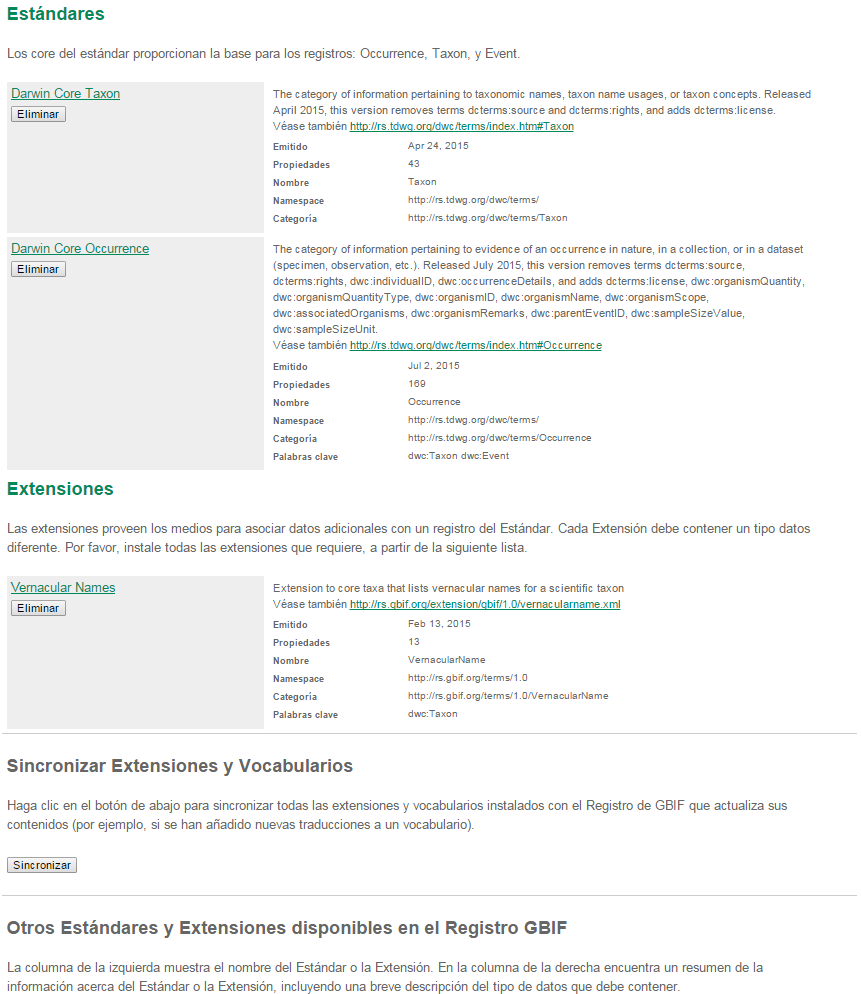 Estándares
Los core del estándar proporcionan la base para los registros: Occurrence, Taxon, y Event.
Darwin Core Taxon
Eliminar
The category of information pertaining to taxonomic names, taxon name usages, or taxon concepts. Released
April 2015, this version removes terms dcterms:source and dcterms:rights, and adds dcterms:license.
Véase también http://rs.tdwg.org/dwc/terms/index.htm#Taxon
Emitido Apr 24, 2015
Propiedades 43
Nombre Taxon
Namespace http://rs.tdwg.org/dwc/terms/
Categoría http://rs.tdwg.org/dwc/terms/Taxon
Darwin Core Occurrence
Eliminar
The category of information pertaining to evidence of an occurrence in nature, in a collection, or in a dataset
(specimen, observation, etc.). Released July 2015, this version removes terms dcterms:source,
dcterms:rights, dwc:individualID, dwc:occurrenceDetails, and adds dcterms:license, dwc:organismQuantity,
dwc:organismQuantityType, dwc:organismID, dwc:organismName, dwc:organismScope,
dwc:associatedOrganisms, dwc:organismRemarks, dwc:parentEventID, dwc:sampleSizeValue,
dwc:sampleSizeUnit.
Véase también http://rs.tdwg.org/dwc/terms/index.htm#Occurrence
Emitido Jul 2, 2015
Propiedades 169
Nombre Occurrence
Namespace http://rs.tdwg.org/dwc/terms/
Categoría http://rs.tdwg.org/dwc/terms/Occurrence
Palabras clave dwc:Taxon dwc:Event
Extensiones
Las extensiones proveen los medios para asociar datos adicionales con un registro del Estándar. Cada Extensión debe contener un tipo datos
diferente. Por favor, instale todas las extensiones que requiere, a partir de la siguiente lista.
Vernacular Names
Eliminar
Extension to core taxa that lists vernacular names for a scientific taxon
Véase también http://rs.gbif.org/extension/gbif/1.0/vernacularname.xml
Emitido Feb 13, 2015
Propiedades 13
Nombre VernacularName
Namespace http://rs.gbif.org/terms/1.0
Categoría http://rs.gbif.org/terms/1.0/VernacularName
Palabras clave dwc:Taxon
Sincronizar Extensiones y Vocabularios
Haga clic en el botón de abajo para sincronizar todas las extensiones y vocabularios instalados con el Registro de GBIF que actualiza sus
contenidos (por ejemplo, si se han añadido nuevas traducciones a un vocabulario).
Sincronizar
Otros Estándares y Extensiones disponibles en el Registro GBIF
La columna de la izquierda muestra el nombre del Estándar o la Extensión. En la columna de la derecha encuentra un resumen de la
información acerca del Estándar o la Extensión, incluyendo una breve descripción del tipo de datos que debe contener.